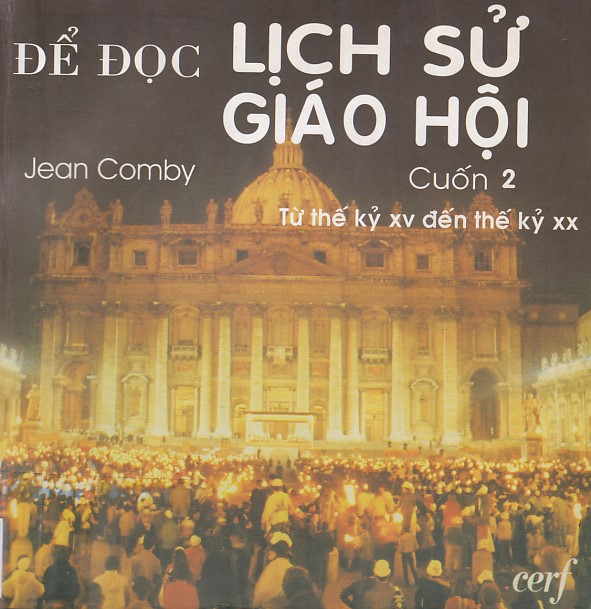 ĐỂ ĐỌC LỊCH SỬ
GIÁO HỘI
Jean Comby
Cuốn 2
Từ thế kỷ xv đến thế kỷ xx
cerf